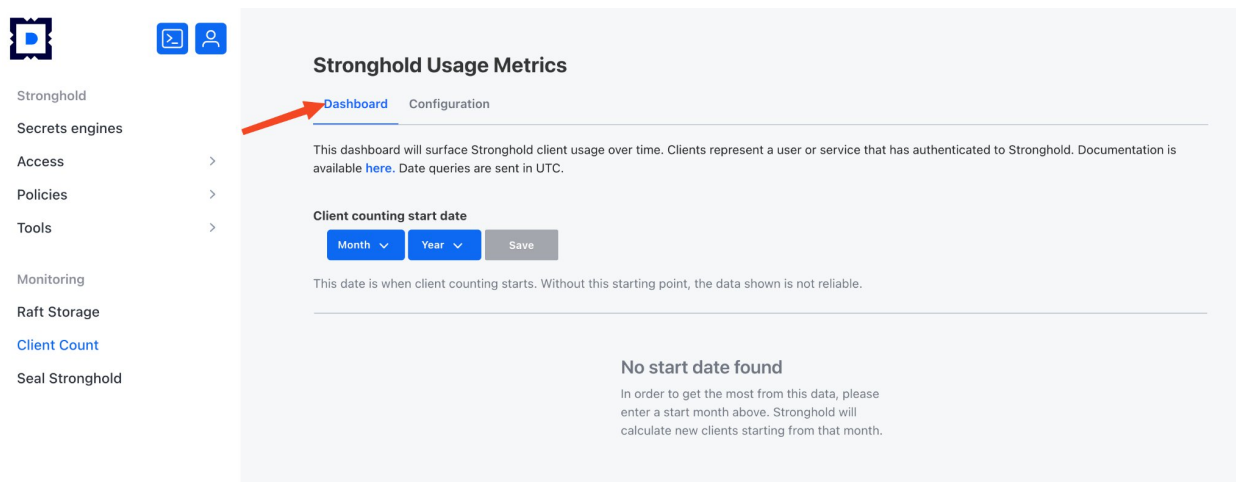 Stronghold
Secrets engines
Access
Policies
Tools
Monitoring
Raft Storage
Client Count
Seal Stronghold
Stronghold Usage Metrics
Dashboard Configuration
This dashboard will surface Stronghold client usage over time. Clients represent a user or service that has authenticated to Stronghold. Documentation is
available here. Date queries are sent in UTC.
Client counting start date
Month Year Save
This date is when client counting starts. Without this starting point, the data shown is not reliable.
No start date found
In order to get the most from this data, please
enter a start month above. Stronghold will
calculate new clients starting from that month.